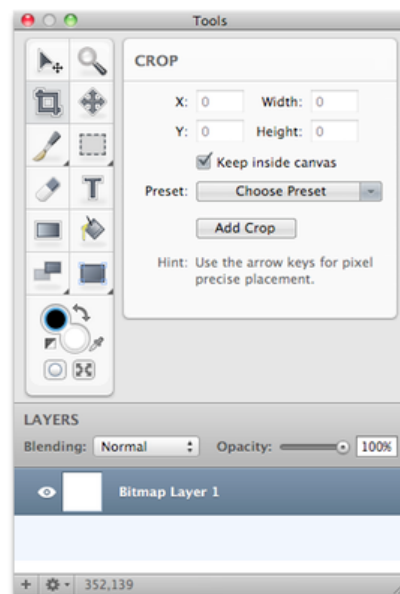 Tools
CROP
X: 0 Width: 0
Y: 0 Height: 0
Keep inside canvas
Preset: Choose Preset
Add Crop
Hint: Use the arrow keys for pixel
precise placement.
T
LAYERS
Blending: Normal Opacity: 100%
Bitmap Layer 1
352,139